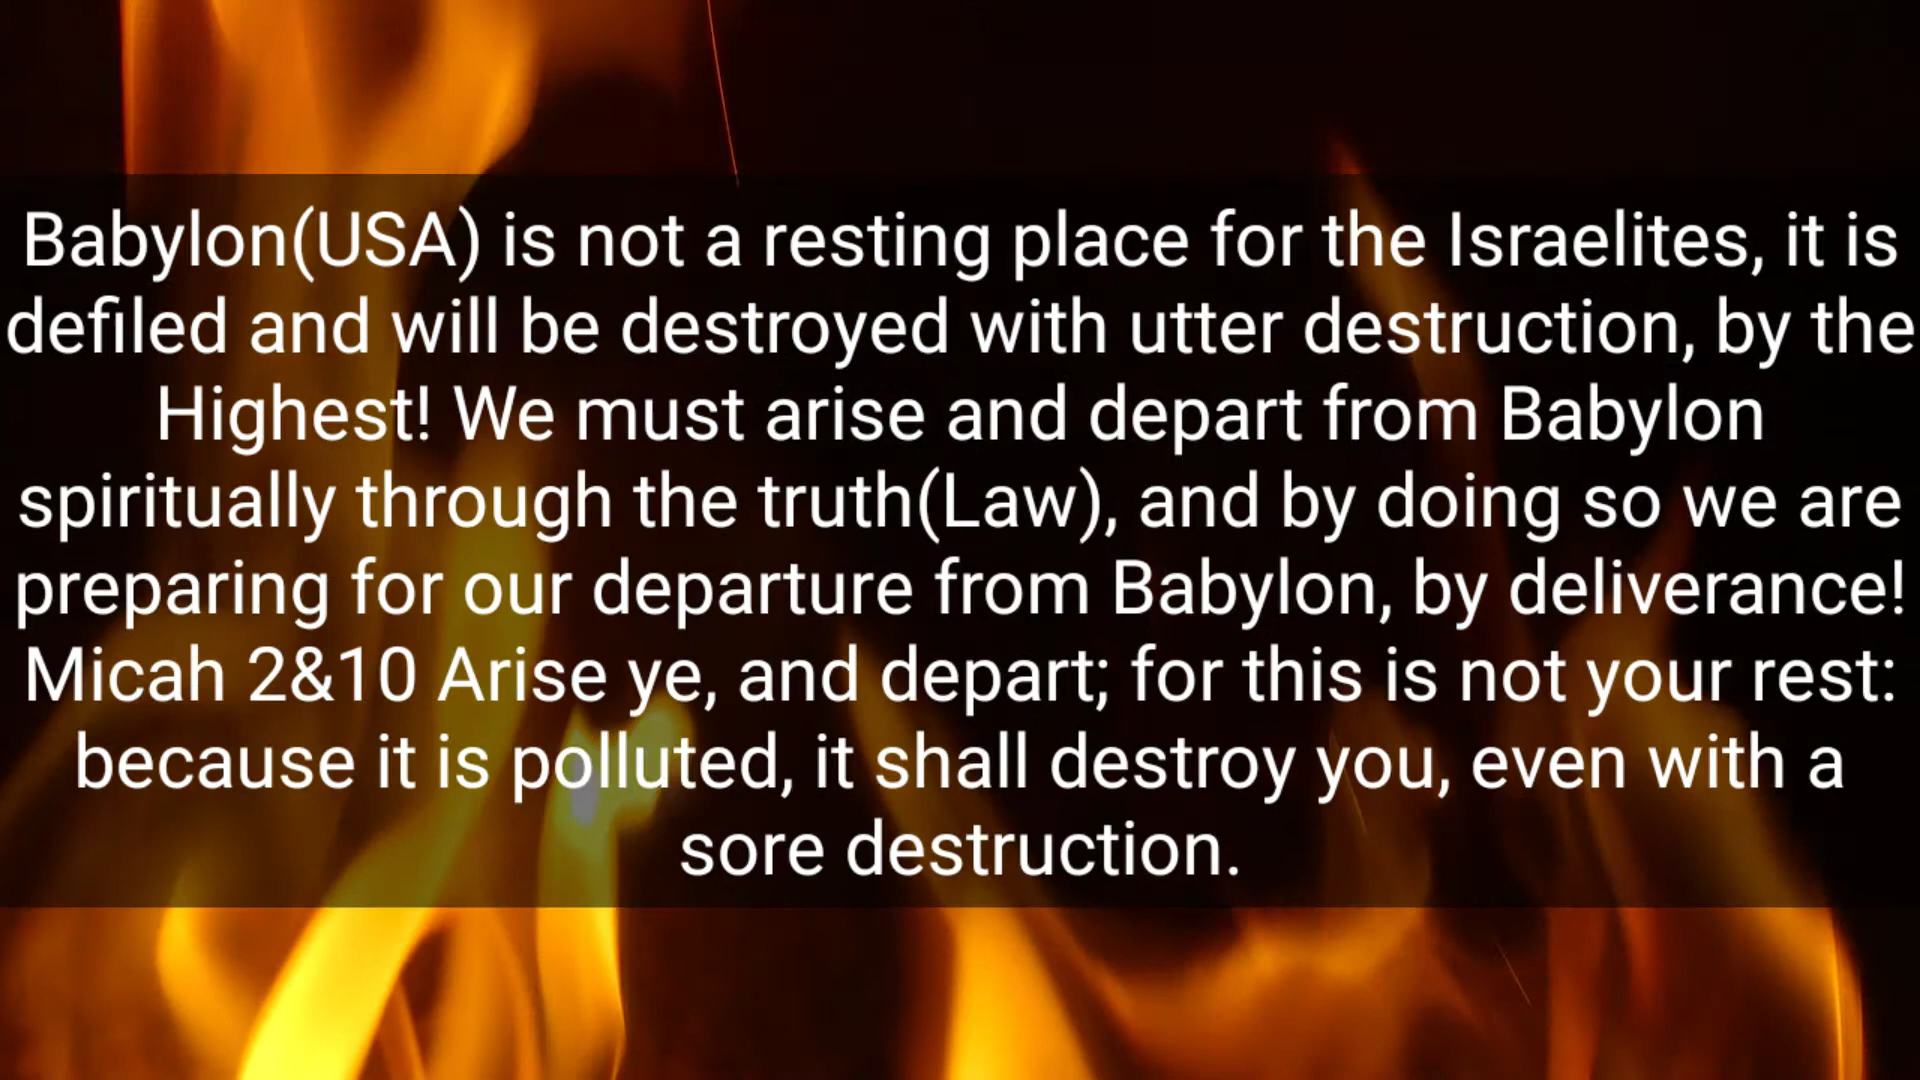 Babylon(USA) is not a resting place for the Israelites, it is
defiled and will be destroyed with utter destruction, by the
Highest! We must arise and depart from Babylon
spiritually through the truth(Law), and by doing so we are
preparing for our departure from Babylon, by deliverance!
Micah 2&10 Arise ye, and depart; for this is not your rest:
because it is polluted, it shall destroy you, even with a
sore destruction.